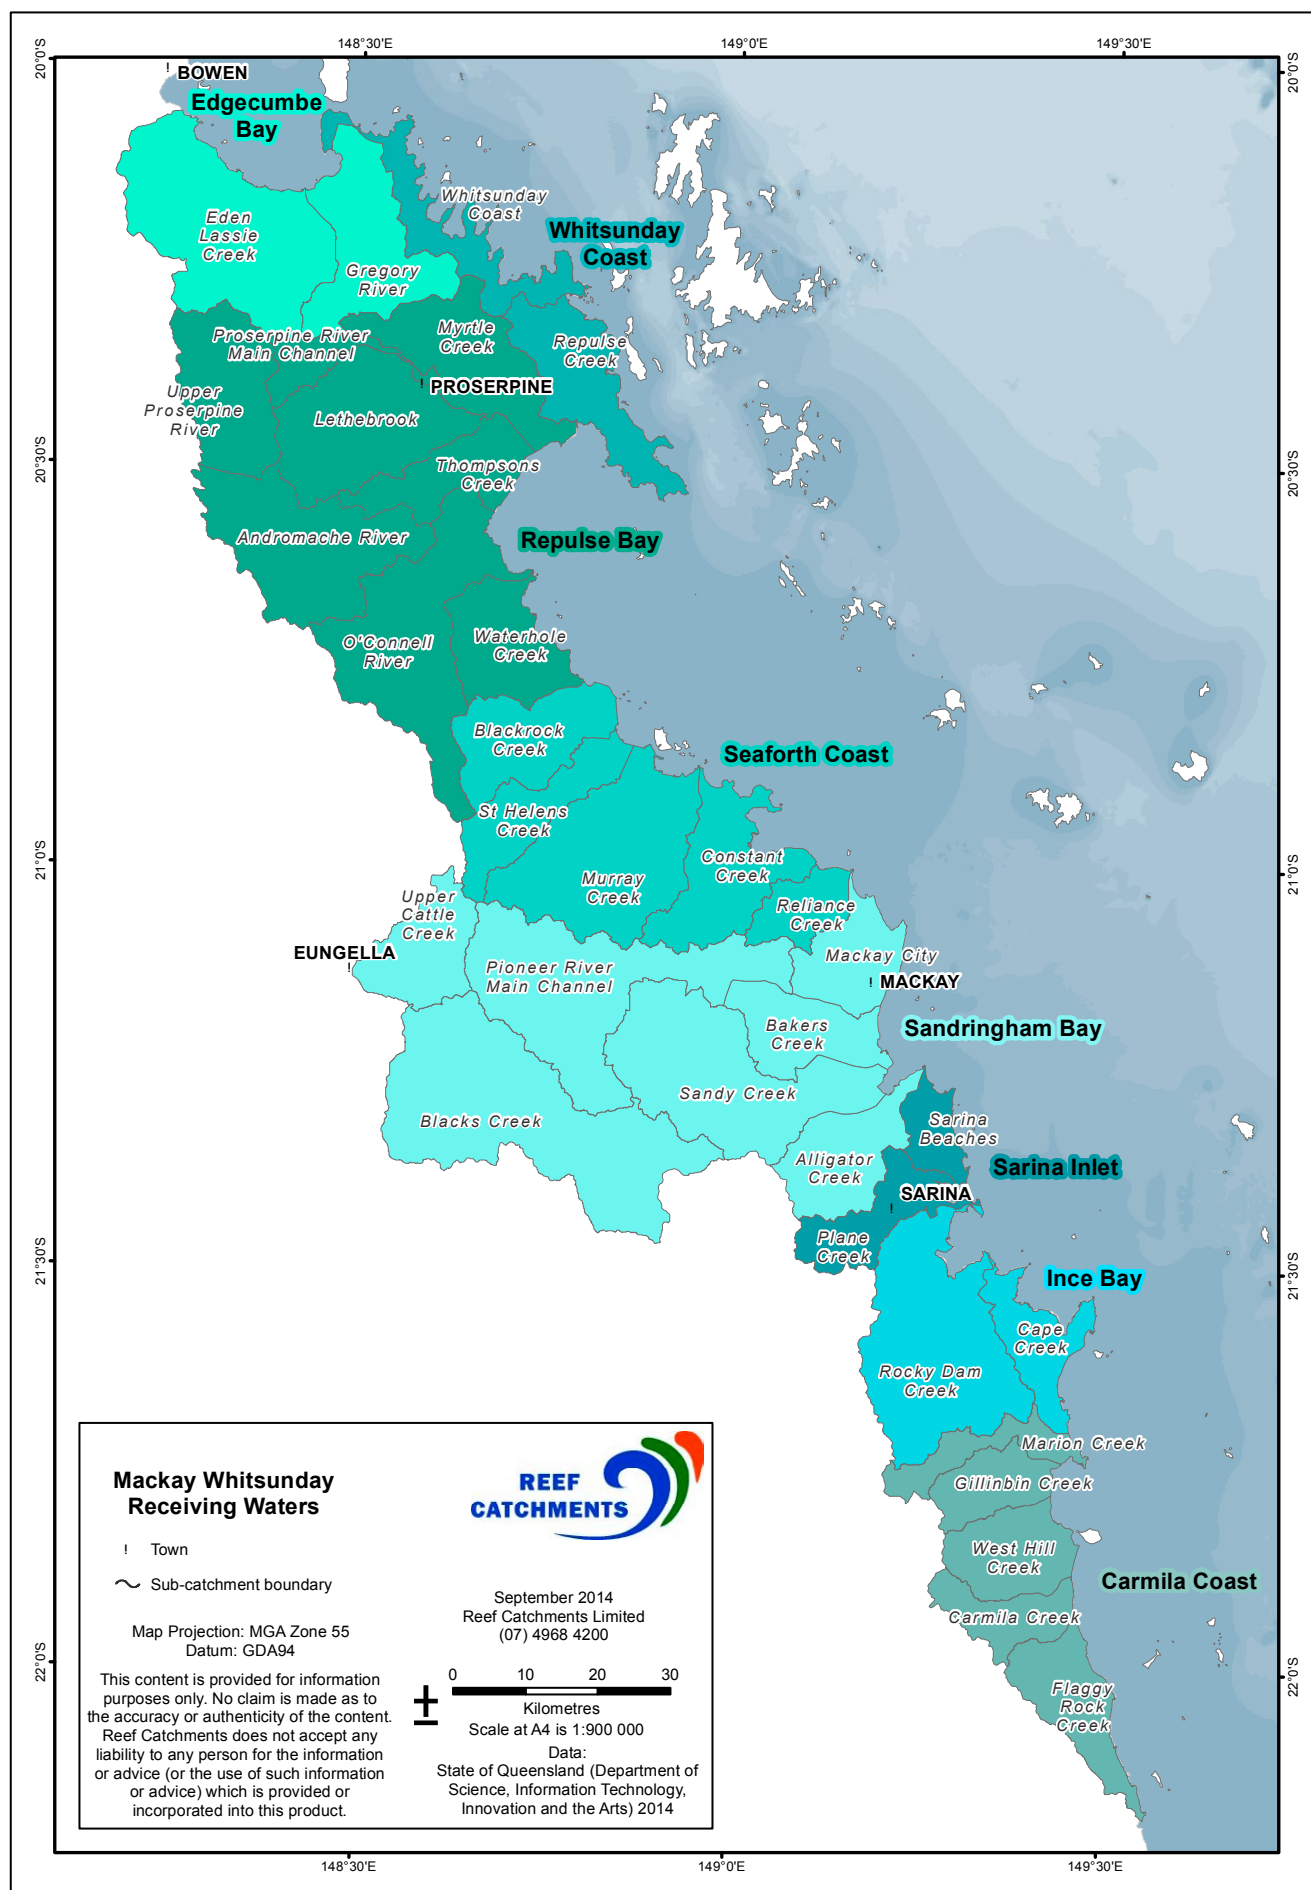 148°30'E
149°0'E
149°30'E
20°0'S
20°0'S
BOWEN
Edgecumbe
Bay
Whitsunday
Coast
Eden
Lassie
Creek
Whitsunday
Coast
Gregory
River
Proserpine River
Main Channel
Myrtle
Creek
Repulse
Creek
PROSERPINE
Upper
Proserpine
River
Lethebrook
20°30'S
20°30'S
Thompsons
Creek
Andromache River
Repulse Bay
O'Connell
River
Waterhole
Creek
Blackrock
Creek
Seaforth Coast
St Helens
Creek
21°0'S
21°0'S
Constant
Creek
Murray
Creek
Upper
Cattle
Creek
Reliance
Creek
EUNGELLA
Pioneer River
Main Channel
Mackay City
MACKAY
Bakers
Creek
Sandringham Bay
Sandy Creek
Blacks Creek
Sarina
Beaches
Alligator
Creek
Sarina Inlet
SARINA
Plane
Creek
21°30'S
21°30'S
Ince Bay
Cape
Creek
Rocky Dam
Creek
Marion Creek
Gillinbin Creek
West Hill
Creek
Carmila Coast
Carmila Creek
22°0'S
22°0'S
Flaggy
Rock
Creek
Mackay Whitsunday
Receiving Waters
! Town
Sub-catchment boundary
Map Projection: MGA Zone 55
Datum: GDA94
This content is provided for information
purposes only. No claim is made as to
the accuracy or authenticity of the content.
Reef Catchments does not accept any
liability to any person for the information
or advice (or the use of such information
or advice) which is provided or
incorporated into this product.
REEF
CATCHMENTS
September 2014
Reef Catchments Limited
(07) 4968 4200
0 10 20 30
Kilometres
Scale at A4 is 1:900 000
Data:
State of Queensland (Department of
Science, Information Technology,
Innovation and the Arts) 2014
148°30'E
149°0'E
149°30'E